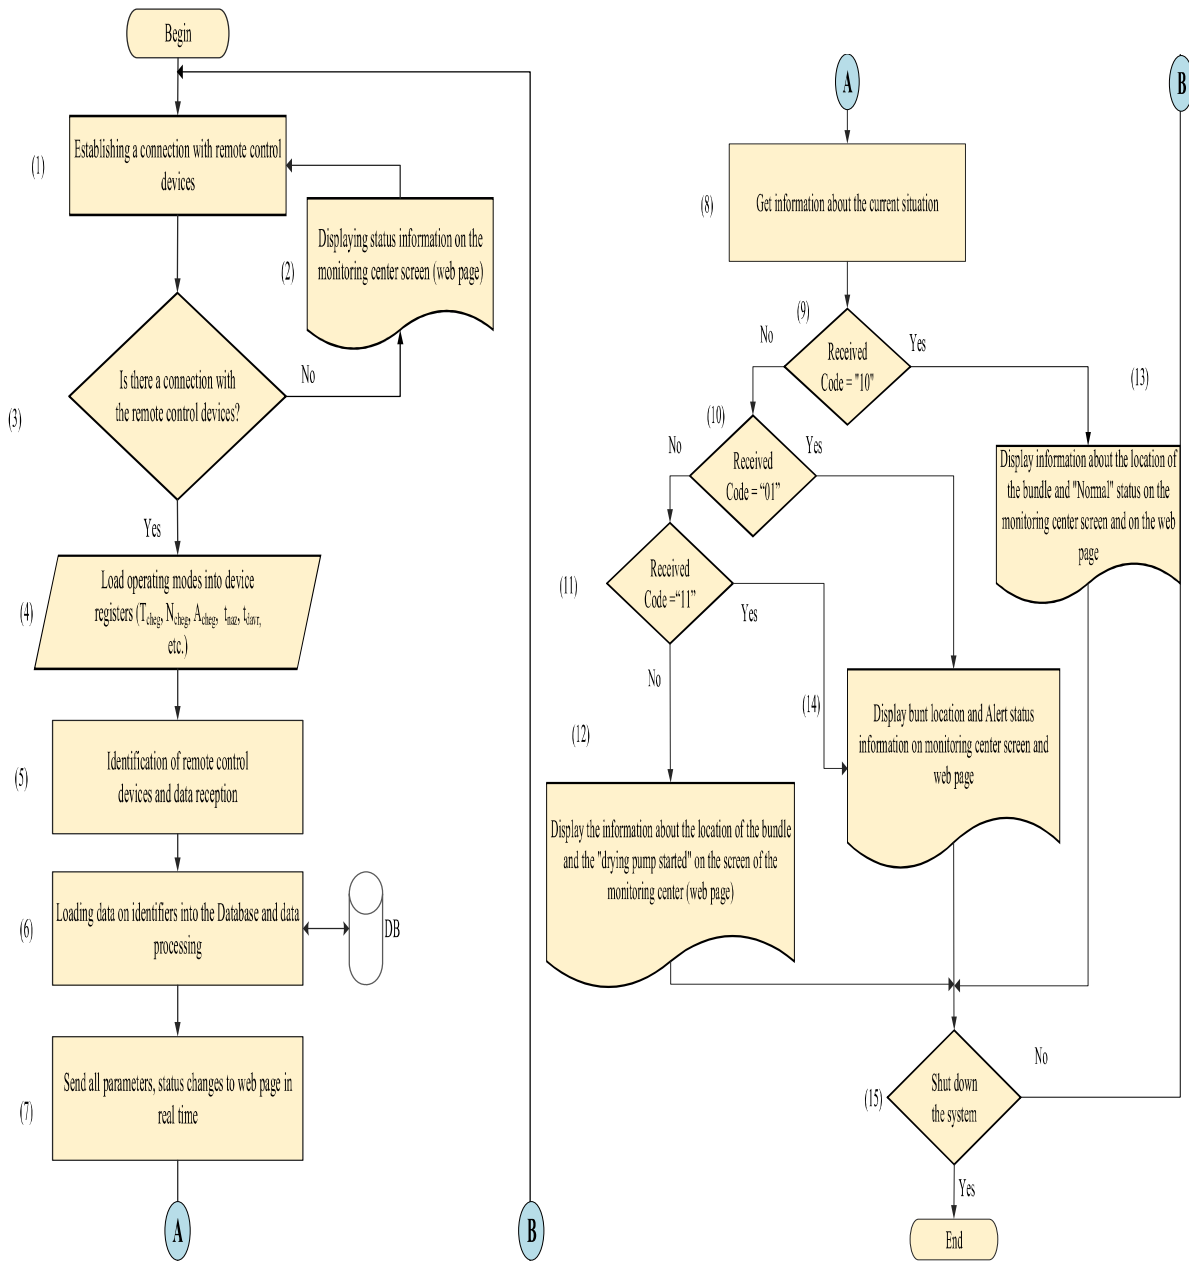 Begin
(1)
Establishing a connection with remote control
devices
(2)
Displaying status information on the
monitoring center screen (web page)
(3)
Is there a connection with
the remote control devices?
No
Yes
(4)
Load operating modes into device
registers (Tcheg, Ncheg, Acheg, tnaz, tdavr,
etc.)
(5)
Identification of remote control
devices and data reception
(6)
Loading data on identifiers into the Database and data
processing
DB
(7)
Send all parameters, status changes to web page in
real time
A
B
A
B
(8)
Get information about the current situation
(9)
No
Received
Code = "10"
Yes
(10)
No
Received
Code = “01”
Yes
(13)
Display information about the location of
the bundle and "Normal" status on the
monitoring center screen and on the web
page
(11)
Received
Code =“11”
Yes
No
(14)
Display bunt location and Alert status
information on monitoring center screen and
web page
(12)
Display the information about the location of the bundle
and the "drying pump started" on the screen of the
monitoring center (web page)
(15)
Shut down
the system
No
Yes
End